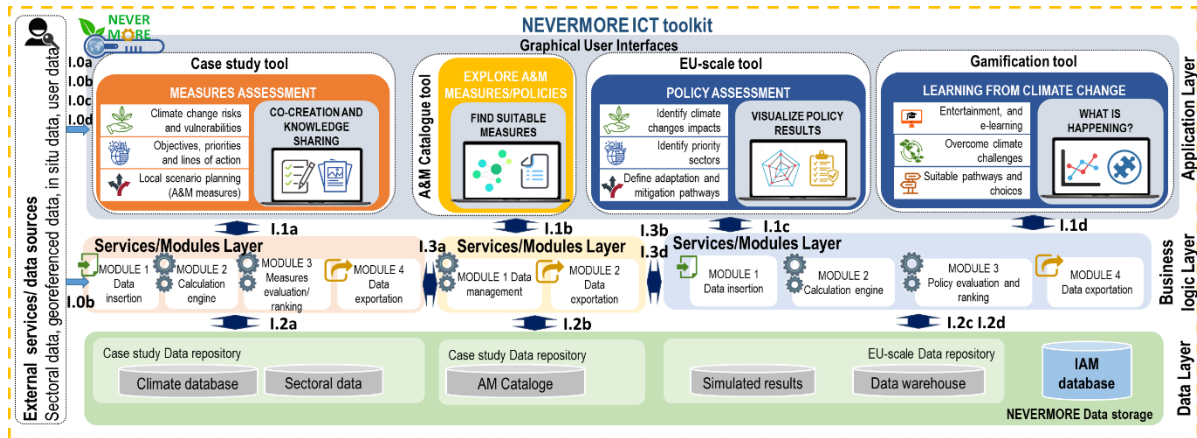 NEVER
MORE
NEVERMORE ICT toolkit
Graphical User Interfaces
External services/ data sources
Sectoral data, georeferenced data, in situ data, user data
I.0a
I.0b
I.0c
I.0d
I.0b
Case study tool
MEASURES ASSESSMENT
Climate change risks
and vulnerabilities
Objectives, priorities
and lines of action
Local scenario planning
(A&M measures)
CO-CREATION AND
KNOWLEDGE
SHARING
A&M Catalogue tool
EXPLORE A&M
MEASURES/POLICIES
FIND SUITABLE
MEASURES
EU-scale tool
POLICY ASSESSMENT
Identify climate
changes impacts
Identify priority
sectors
Define adaptation and
mitigation pathways
VISUALIZE POLICY
RESULTS
Gamification tool
LEARNING FROM CLIMATE CHANGE
Entertainment, and
e-learning
Overcome climate
challenges
Suitable pathways and
choices
WHAT IS
HAPPENING?
Application Layer
I.1a
I.1b
I.1c
I.1d
I.3a
I.3b
I.3d
Services/Modules Layer
MODULE 1
Data
insertion
MODULE 2
Calculation
engine
MODULE 3
Measures
evaluation/
ranking
MODULE 4
Data
exportation
Services/Modules Layer
MODULE 1 Data
management
MODULE 2
Data
exportation
Services/Modules Layer
MODULE 1
Data insertion
MODULE 2
Calculation engine
MODULE 3
Policy evaluation and
ranking
MODULE 4
Data exportation
Business
logic Layer
I.2a
I.2b
I.2c I.2d
Case study Data repository
Climate database
Sectoral data
Case study Data repository
AM Cataloge
EU-scale Data repository
Simulated results
Data warehouse
IAM
database
NEVERMORE Data storage
Data Layer